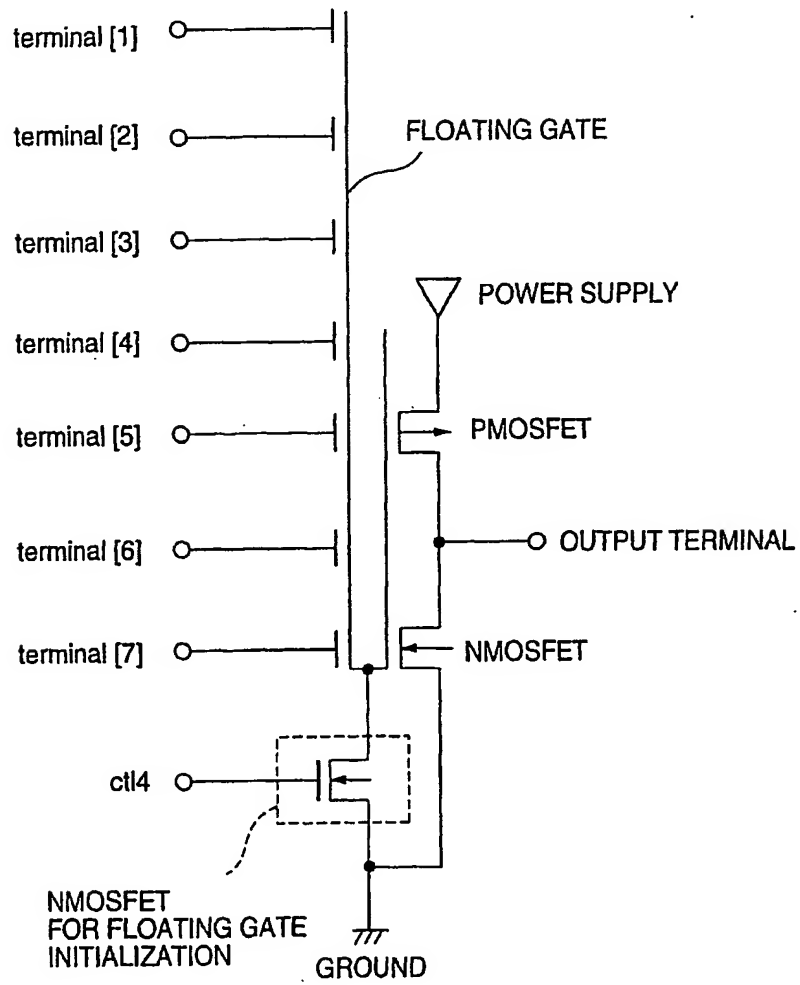 terminal [1]
terminal [2]
FLOATING GATE
terminal [3]
POWER SUPPLY
terminal [4]
terminal [5]
PMOSFET
terminal [6]
OUTPUT TERMINAL
terminal [7]
NMOSFET
ctl4
NMOSFET
FOR FLOATING GATE
INITIALIZATION
GROUND